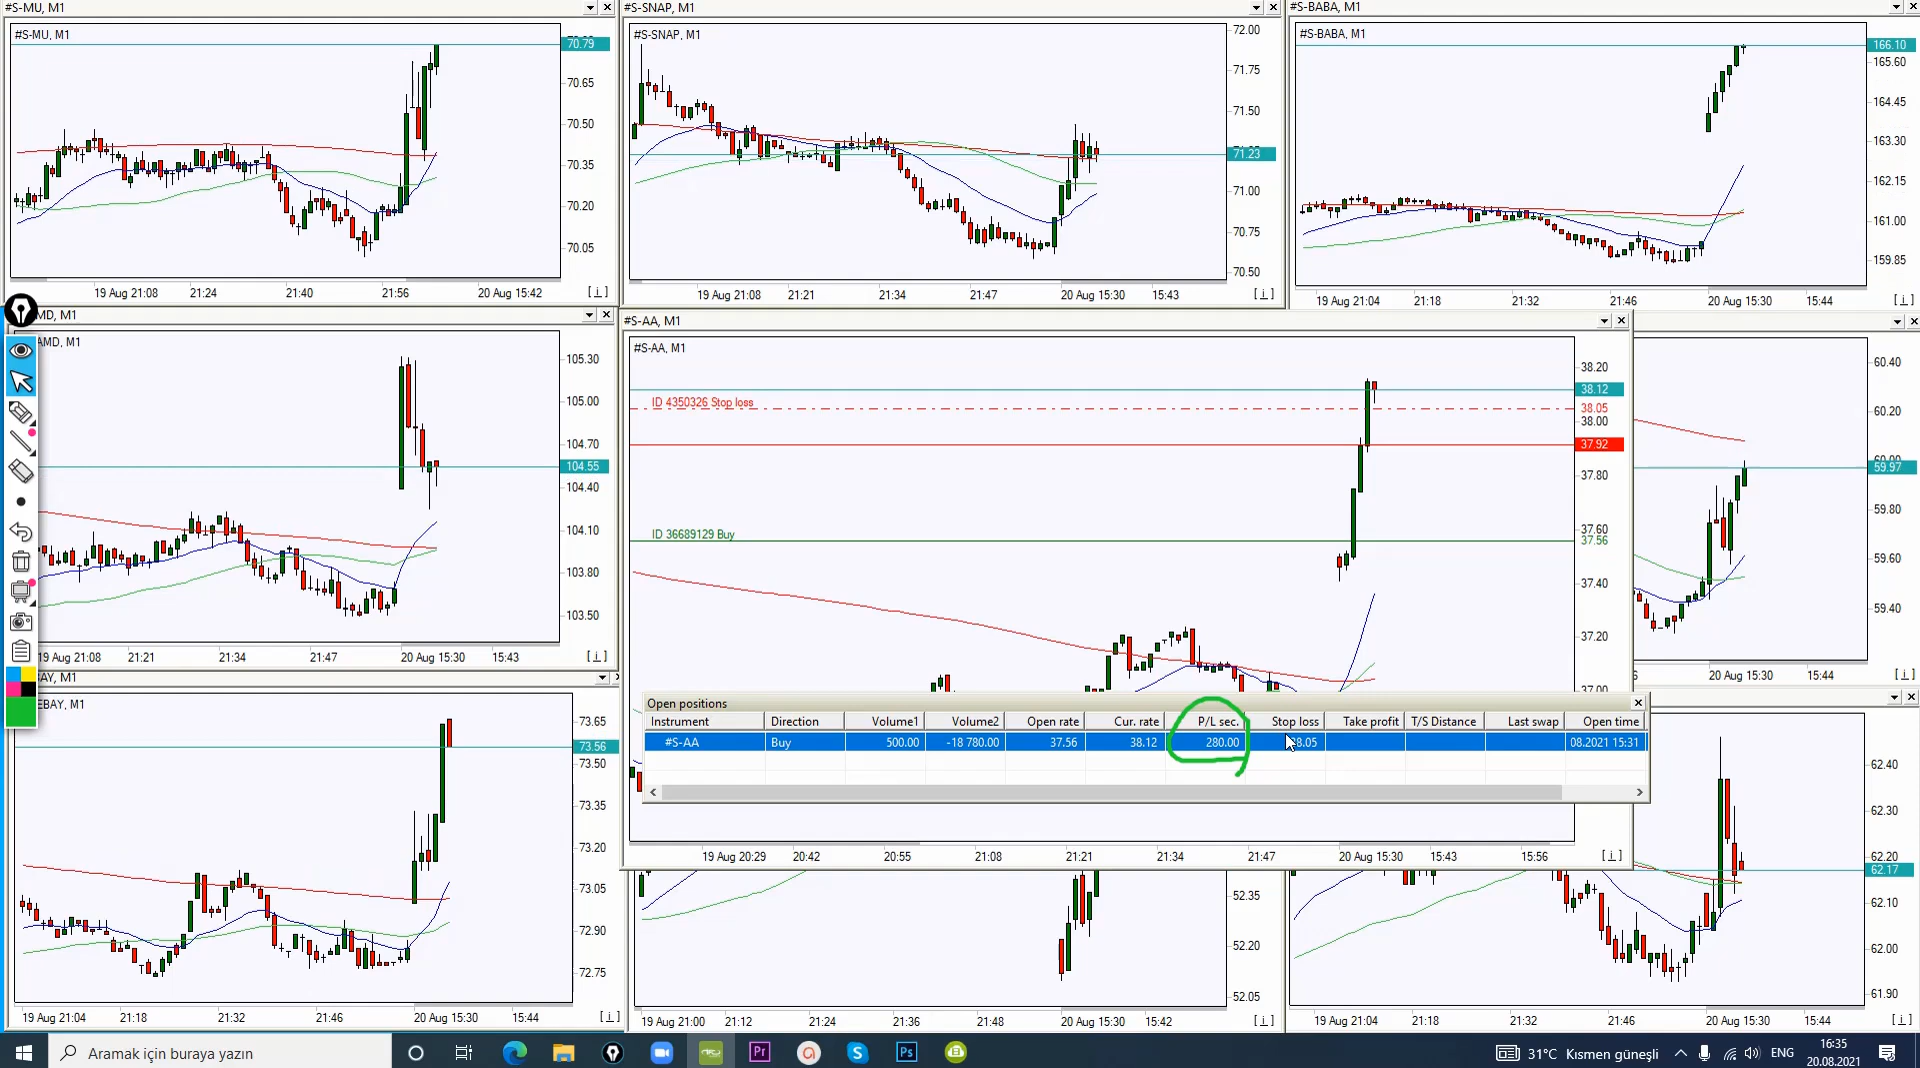 #S-MU, M1
#S-MU, M1
70.79
70.65
70.50
70.35
70.20
70.05
19 Aug 21:08
21:24
21:40
21:56
20 Aug 15:42
#S-SNAP, M1
#S-SNAP, M1
72.00
71.75
71.50
71.23
71.00
70.75
70.50
19 Aug 21:08
21:21
21:34
21:47
20 Aug 15:30
15:43
#S-BABA, M1
#S-BABA, M1
166.10
165.60
164.45
163.30
162.15
161.00
159.85
19 Aug 21:04
21:18
21:32
21:46
20 Aug 15:30
15:44
MD, M1
AMD, M1
105.30
105.00
104.70
104.55
104.40
104.10
103.80
103.50
19 Aug 21:08
21:21
21:34
21:47
20 Aug 15:30
15:43
#S-AA, M1
#S-AA, M1
38.20
38.12
ID 4350326 Stop loss
38.05
38.00
37.92
37.80
37.60
ID 36689129 Buy
37.56
37.40
37.20
37.00
60.40
60.20
60.00
59.97
59.80
59.60
59.40
6
20 Aug 15:30
15:44
Open positions
Instrument Direction Volume1 Volume2 Open rate Cur. rate P/L sec. Stop loss Take profit T/S Distance Last swap Open time
#S-AA Buy 500.00 -18 780.00 37.56 38.12 280.00 8.05 08.2021 15:31
19 Aug 20:29
20:42
20:55
21:08
21:21
21:34
21:47
20 Aug 15:30
15:43
15:56
AY, M1
EBAY, M1
73.65
73.56
73.50
73.35
73.20
73.05
72.90
72.75
19 Aug 21:04
21:18
21:32
21:46
20 Aug 15:30
15:44
52.35
52.20
52.05
19 Aug 21:00
21:12
21:24
21:36
21:48
20 Aug 15:30
15:42
62.40
62.30
62.20
62.17
62.10
62.00
61.90
19 Aug 21:04
21:18
21:32
21:46
20 Aug 15:30
15:44
Aramak için buraya yazın
Pr
Ps
31°C Kısmen güneşli
ENG
16:35
20.08.2021